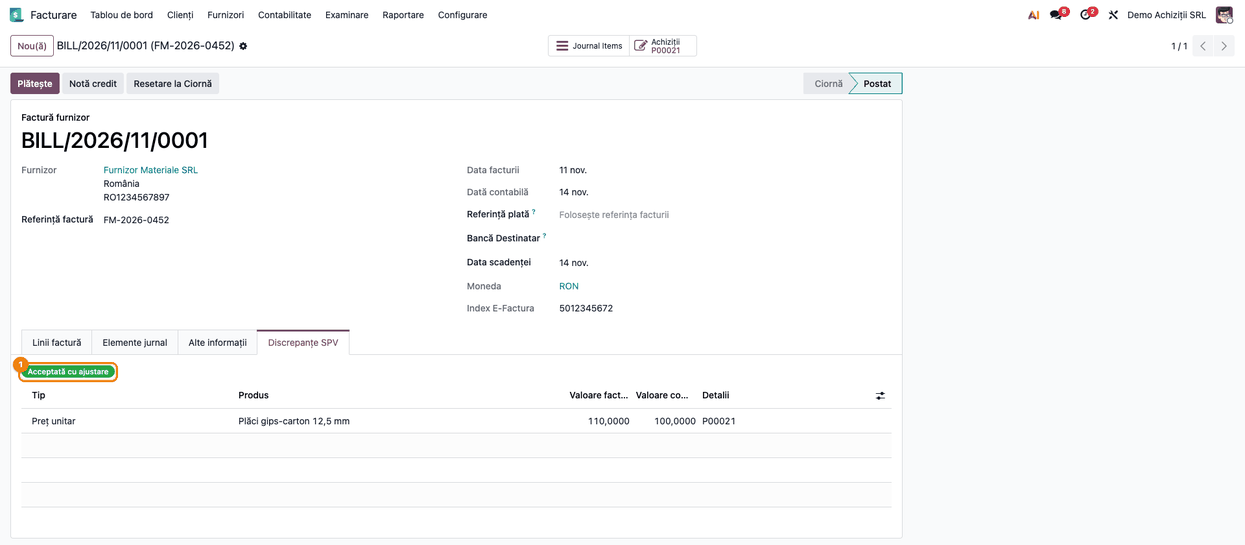 Facturare Tablou de bord Clienți Furnizori Contabilitate Examinare Raportare Configurare AI 8 2 Demo Achiziții SRL
Nou(ă) BILL/2026/11/0001 (FM-2026-0452) Journal Items Achiziții P00021 1 / 1
Plătește Notă credit Resetare la Ciornă Ciornă Postat
Factură furnizor
BILL/2026/11/0001
Furnizor Furnizor Materiale SRL
România
RO1234567897
Referință factură FM-2026-0452
Data facturii 11 nov.
Dată contabilă 14 nov.
Referință plată ? Folosește referința facturii
Bancă Destinatar ?
Data scadenței 14 nov.
Moneda RON
Index E-Factura 5012345672
Linii factură Elemente jurnal Alte informații Discrepanțe SPV
1
Acceptată cu ajustare
Tip Produs Valoare fact... Valoare co... Detalii
Preț unitar Plăci gips-carton 12,5 mm 110,0000 100,0000 P00021